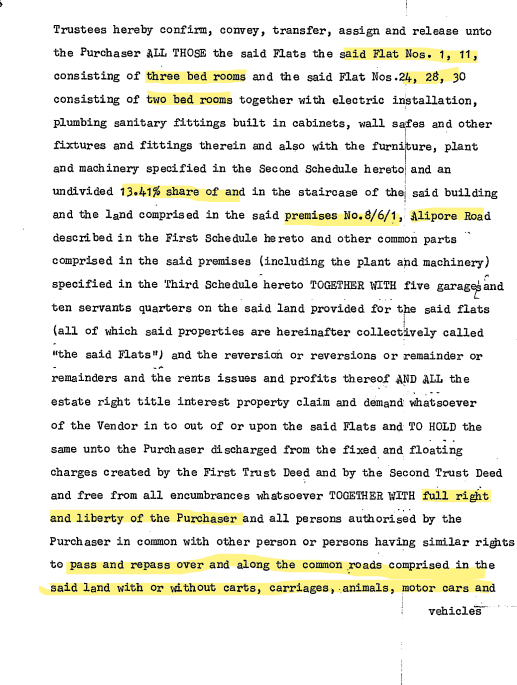 Trustees hereby confirm, convey, transfer, assign and release unto
the Purchaser ALL THOSE the said Flats the said Flat Nos. 1, 11,
consisting of three bed rooms and the said Flat Nos.24, 28, 30
consisting of two bed rooms together with electric installation,
plumbing sanitary fittings built in cabinets, wall safes and other
fixtures and fittings therein and also with the furniture, plant
and machinery specified in the Second Schedule hereto and an
undivided 13.41% share of and in the staircase of the said building
and the land comprised in the said premises No.8/6/1, Alipore Road
described in the First Schedule hereto and other common parts
comprised in the said premises (including the plant and machinery)
specified in the Third Schedule hereto TOGETHER WITH five garages and
ten servants quarters on the said land provided for the said flats
(all of which said properties are hereinafter collectively called
"the said Flats") and the reversion or reversions or remainder or
remainders and the rents issues and profits thereof AND ALL the
estate right title interest property claim and demand whatsoever
of the Vendor in to out of or upon the said Flats and TO HOLD the
same unto the Purchaser discharged from the fixed and floating
charges created by the First Trust Deed and by the Second Trust Deed
and free from all encumbrances whatsoever TOGETHER WITH full right
and liberty of the Purchaser and all persons authorised by the
Purchaser in common with other person or persons having similar rights
to pass and repass over and along the common roads comprised in the
said land with or without carts, carriages, animals, motor cars and
vehicles